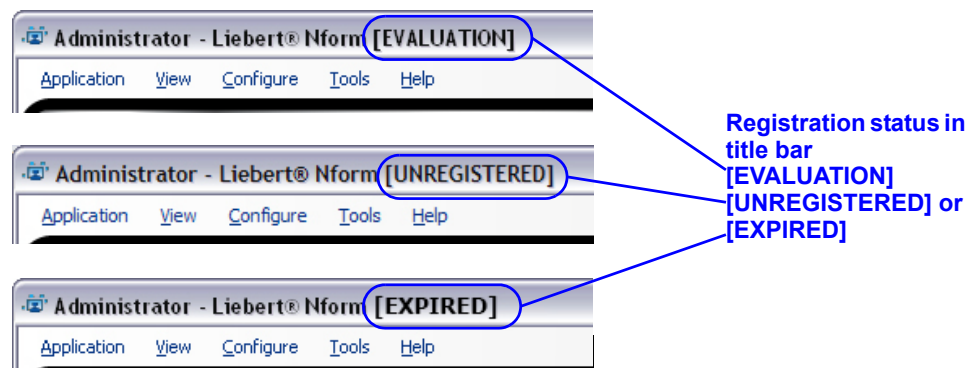 Administrator - Liebert® Nform [EVALUATION]
Application View Configure Tools Help
Administrator - Liebert® Nform [UNREGISTERED]
Application View Configure Tools Help
Administrator - Liebert® Nform [EXPIRED]
Application View Configure Tools Help
Registration status in
title bar
[EVALUATION]
[UNREGISTERED] or
[EXPIRED]